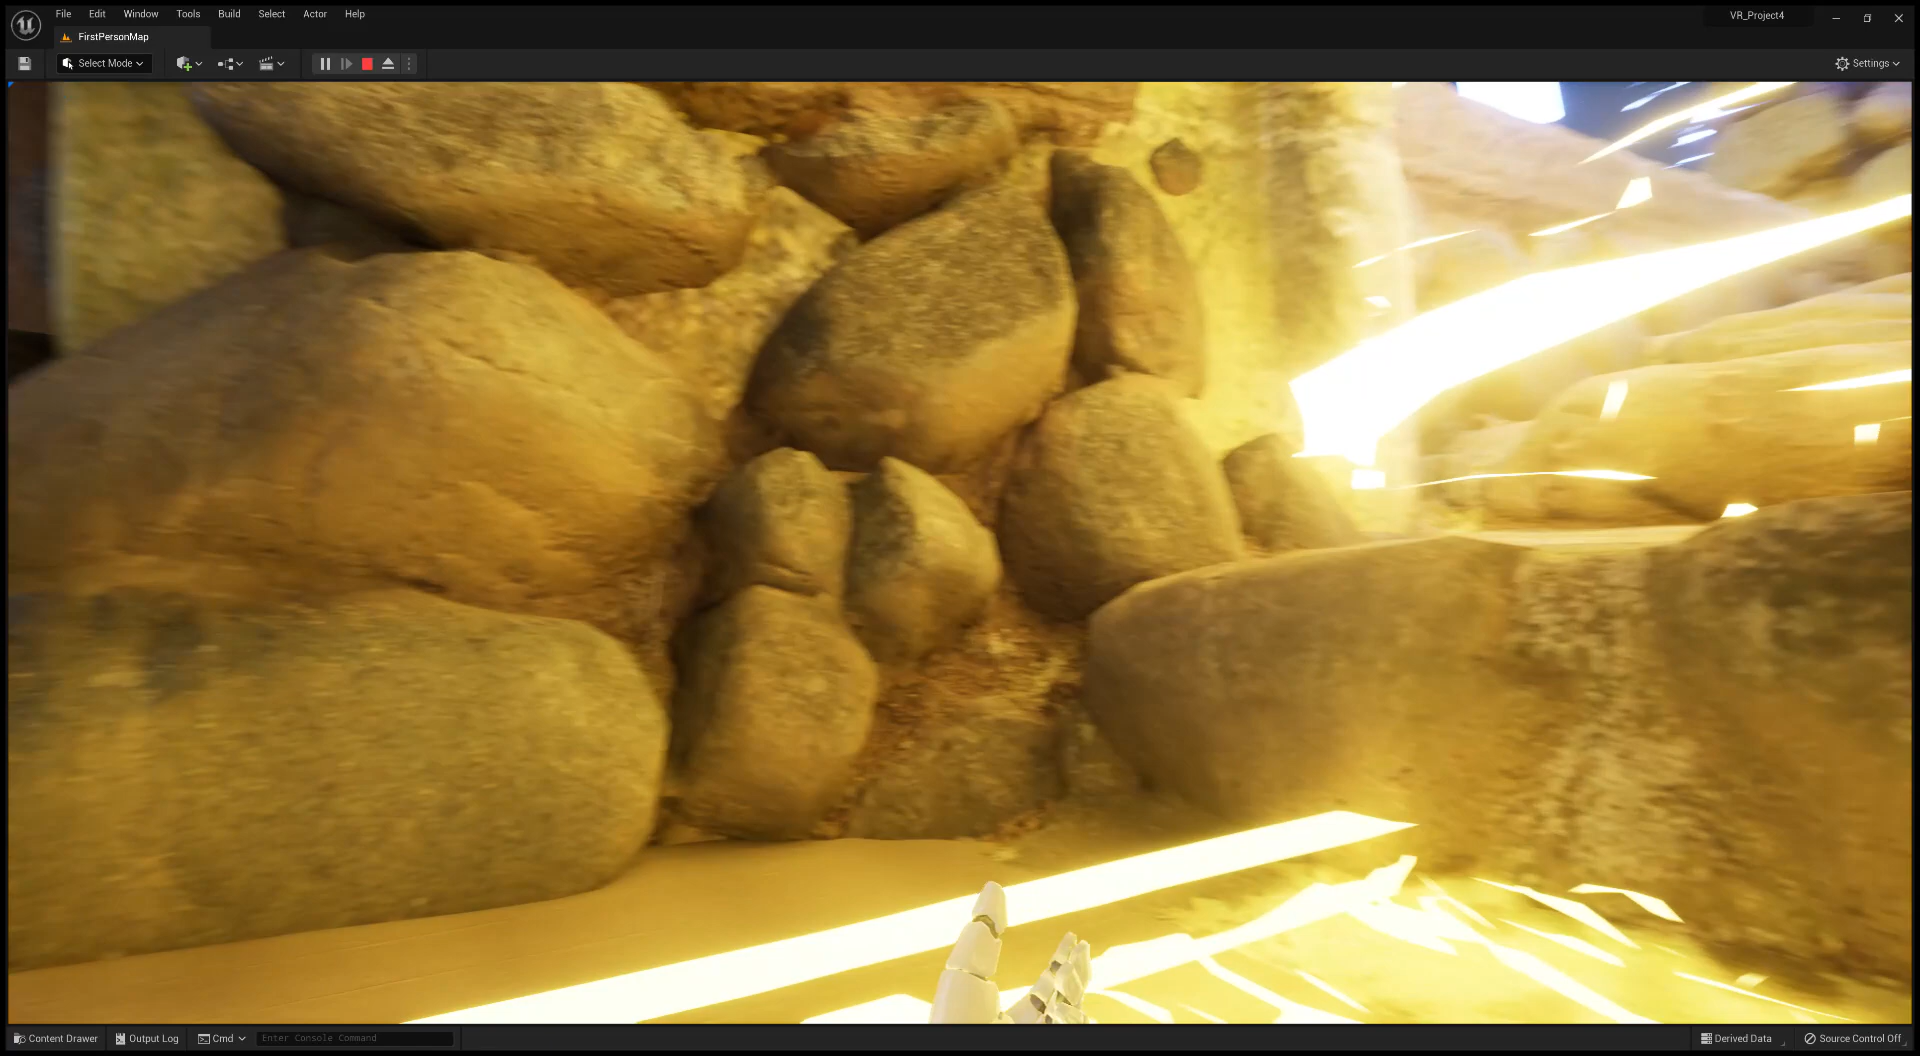 File Edit Window Tools Build Select Actor Help
VR_Project4
FirstPersonMap
Select Mode
Settings
Content Drawer
Output Log
Cmd
Enter Console Command
Derived Data
Source Control Off